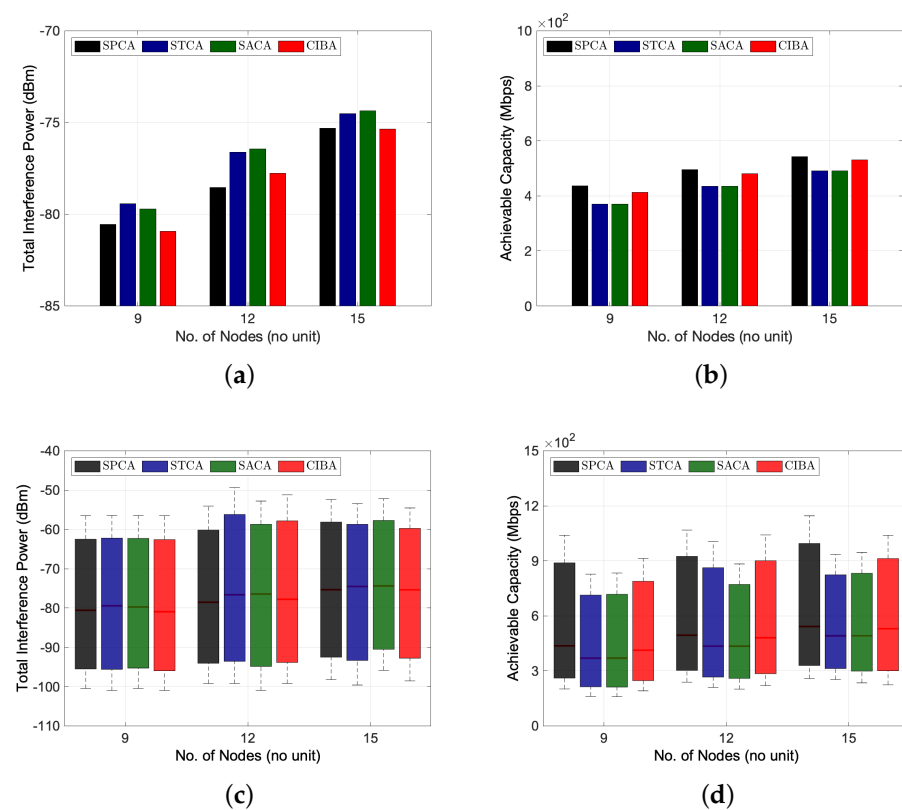 -70
SPCA STCA SACA CIBA
-75
-80
-85
Total Interference Power (dBm)
9 12 15
No. of Nodes (no unit)
(a)
10 × 10²
SPCA STCA SACA CIBA
8
6
4
2
0
Achievable Capacity (Mbps)
9 12 15
No. of Nodes (no unit)
(b)
-40
SPCA STCA SACA CIBA
-50
-60
-70
-80
-90
-100
-110
Total Interference Power (dBm)
9 12 15
No. of Nodes (no unit)
(c)
15 × 10²
SPCA STCA SACA CIBA
12
9
6
3
0
Achievable Capacity (Mbps)
9 12 15
No. of Nodes (no unit)
(d)